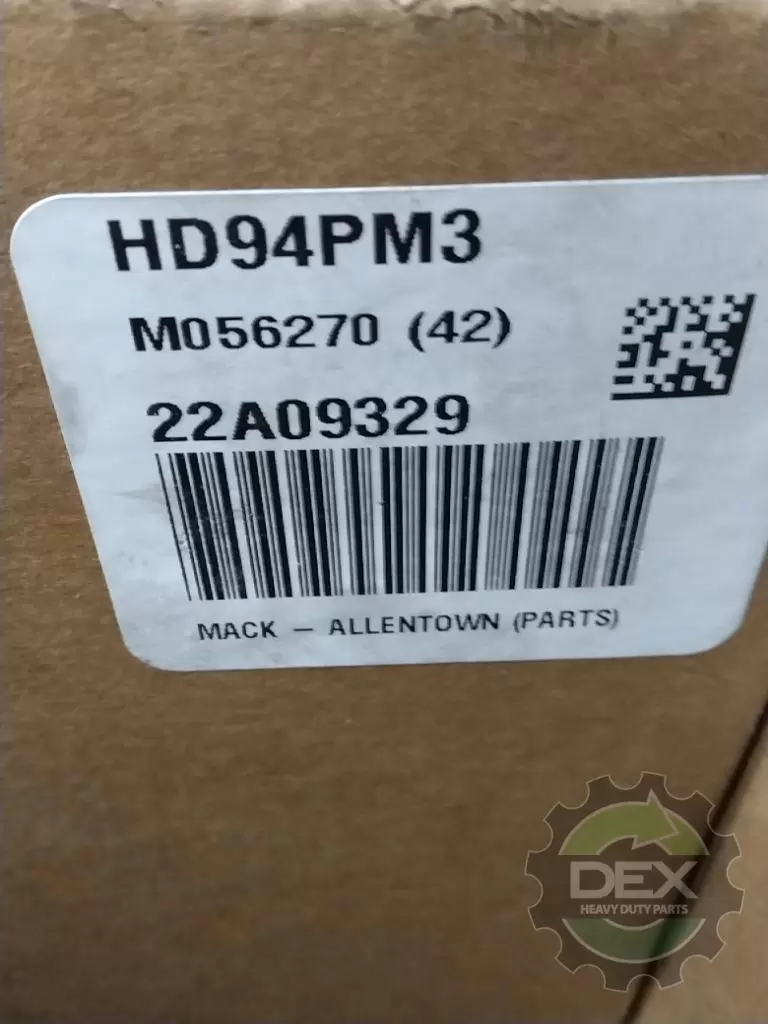 HD94PM3
M056270 (42)
22A09329
MACK — ALLENTOWN (PARTS)
DEX
HEAVY DUTY PARTS